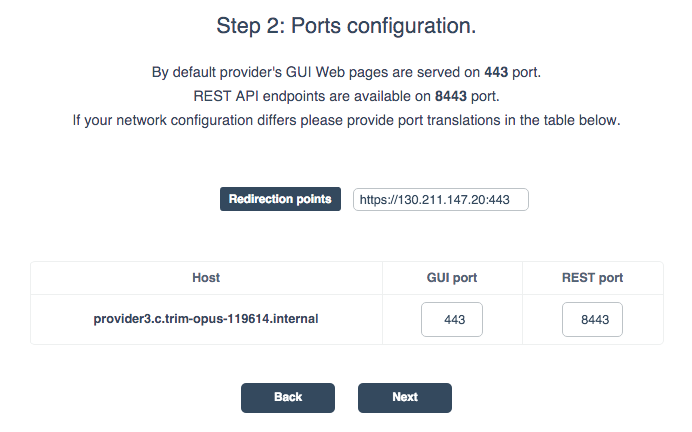 Step 2: Ports configuration.
By default provider's GUI Web pages are served on 443 port.
REST API endpoints are available on 8443 port.
If your network configuration differs please provide port translations in the table below.
Redirection points https://130.211.147.20:443
Host GUI port REST port
provider3.c.trim-opus-119614.internal 443 8443
Back Next